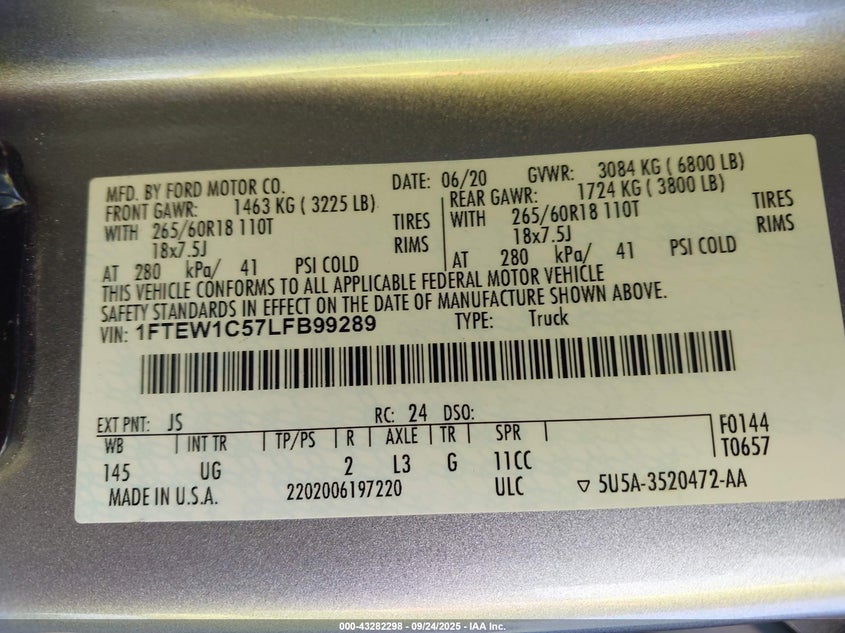 MFD. BY FORD MOTOR CO. DATE: 06/20 GVWR: 3084 KG ( 6800 LB)
FRONT GAWR: 1463 KG ( 3225 LB) REAR GAWR: 1724 KG ( 3800 LB)
WITH 265/60R18 110T TIRES WITH 265/60R18 110T TIRES
18x7.5J RIMS 18x7.5J RIMS
AT 280 kPa/ 41 PSI COLD AT 280 kPa/ 41 PSI COLD
THIS VEHICLE CONFORMS TO ALL APPLICABLE FEDERAL MOTOR VEHICLE
SAFETY STANDARDS IN EFFECT ON THE DATE OF MANUFACTURE SHOWN ABOVE.
VIN: 1FTEW1C57LFB99289 TYPE: Truck
EXT PNT: JS RC: 24 DSO: F0144
WB INT TR TP/PS R AXLE TR SPR T0657
145 UG 2 L3 G 11CC
MADE IN U.S.A. 2202006197220 ULC ▽ 5U5A-3520472-AA
000-43282298 - 09/24/2025 - IAA Inc.